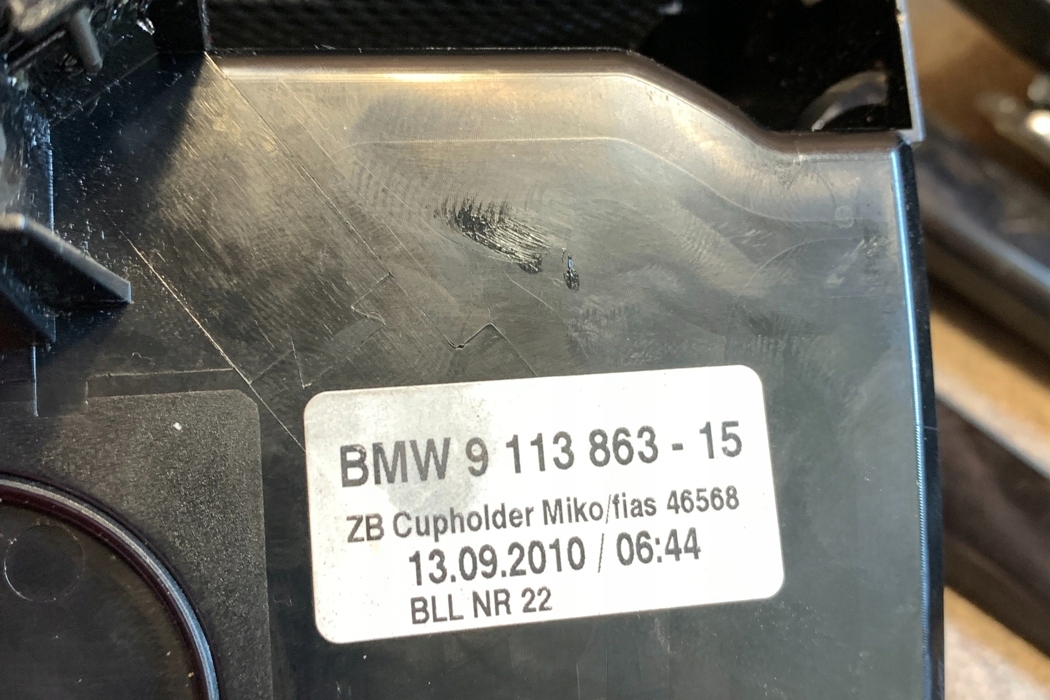 BMW 9 113 863 - 15
ZB Cupholder Miko/fias 46568
13.09.2010 / 06:44
BLL NR 22